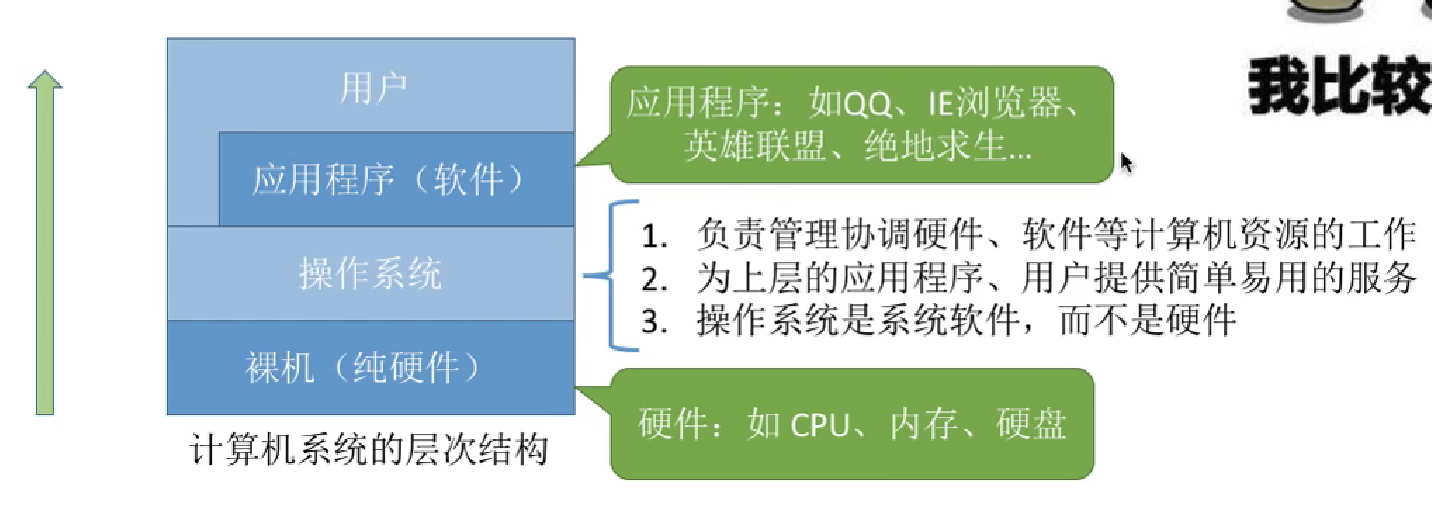 用户
应用程序（软件）
操作系统
裸机（纯硬件）
计算机系统的层次结构
应用程序：如QQ、IE浏览器、
英雄联盟、绝地求生...
1. 负责管理协调硬件、软件等计算机资源的工作
2. 为上层的应用程序、用户提供简单易用的服务
3. 操作系统是系统软件，而不是硬件
硬件：如 CPU、内存、硬盘
我比较